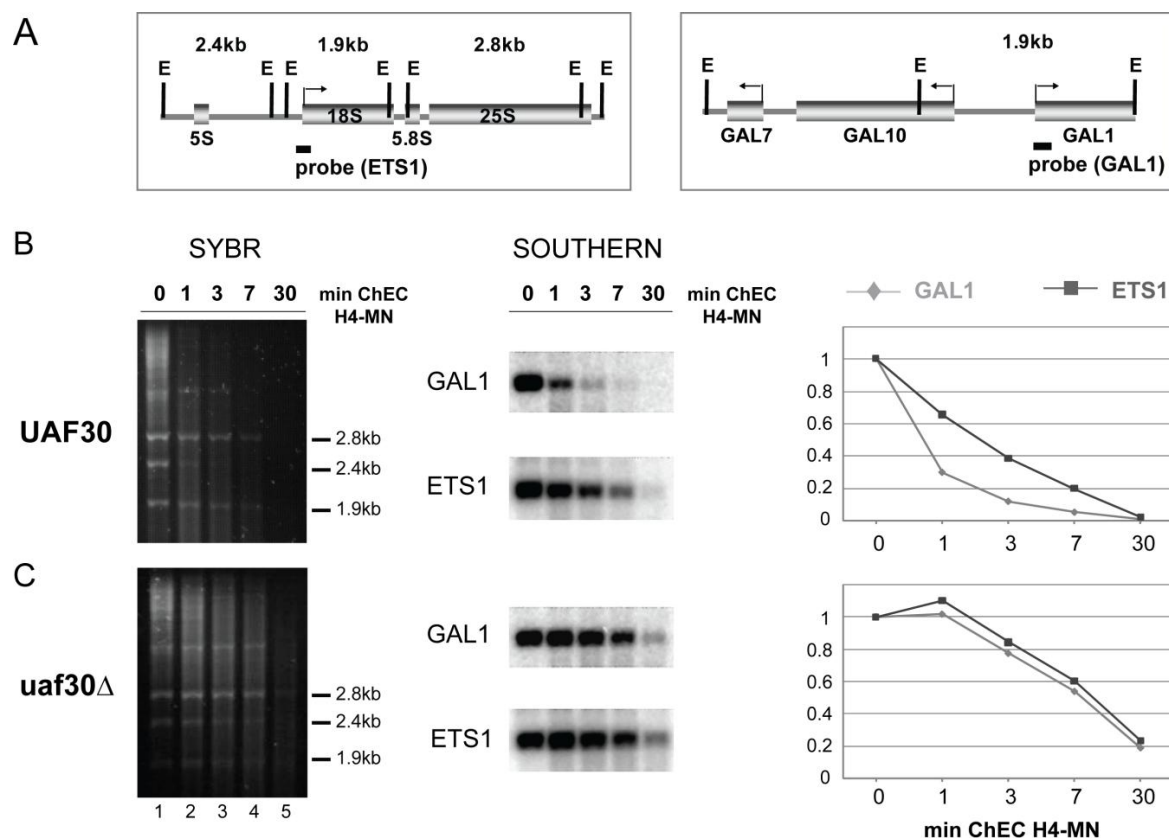 A
2.4kb 1.9kb 2.8kb
E E E E E E E
5S 18S 5.8S 25S
probe (ETS1)
1.9kb
E E E
GAL7 GAL10 GAL1
probe (GAL1)
B
SYBR
0 1 3 7 30 min ChEC
H4-MN
UAF30
2.8kb
2.4kb
1.9kb
SOUTHERN
0 1 3 7 30 min ChEC
H4-MN
GAL1
ETS1
GAL1 ETS1
1
0.8
0.6
0.4
0.2
0
0 1 3 7 30
C
uaf30Δ
2.8kb
2.4kb
1.9kb
1 2 3 4 5
GAL1
ETS1
1
0.8
0.6
0.4
0.2
0
0 1 3 7 30
min ChEC H4-MN